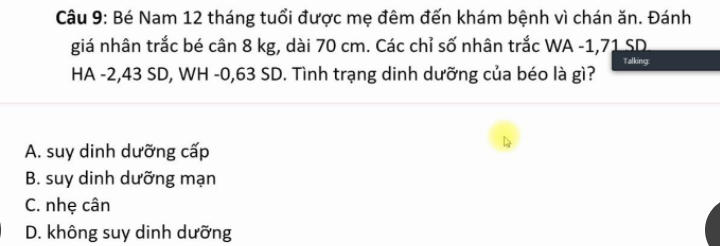 Câu 9: Bé Nam 12 tháng tuổi được mẹ đêm đến khám bệnh vì chán ăn. Đánh
giá nhân trắc bé cân 8 kg, dài 70 cm. Các chỉ số nhân trắc WA -1,71 SD,
Talking:
HA -2,43 SD, WH -0,63 SD. Tình trạng dinh dưỡng của béo là gì?
A. suy dinh dưỡng cấp
B. suy dinh dưỡng mạn
C. nhẹ cân
D. không suy dinh dưỡng